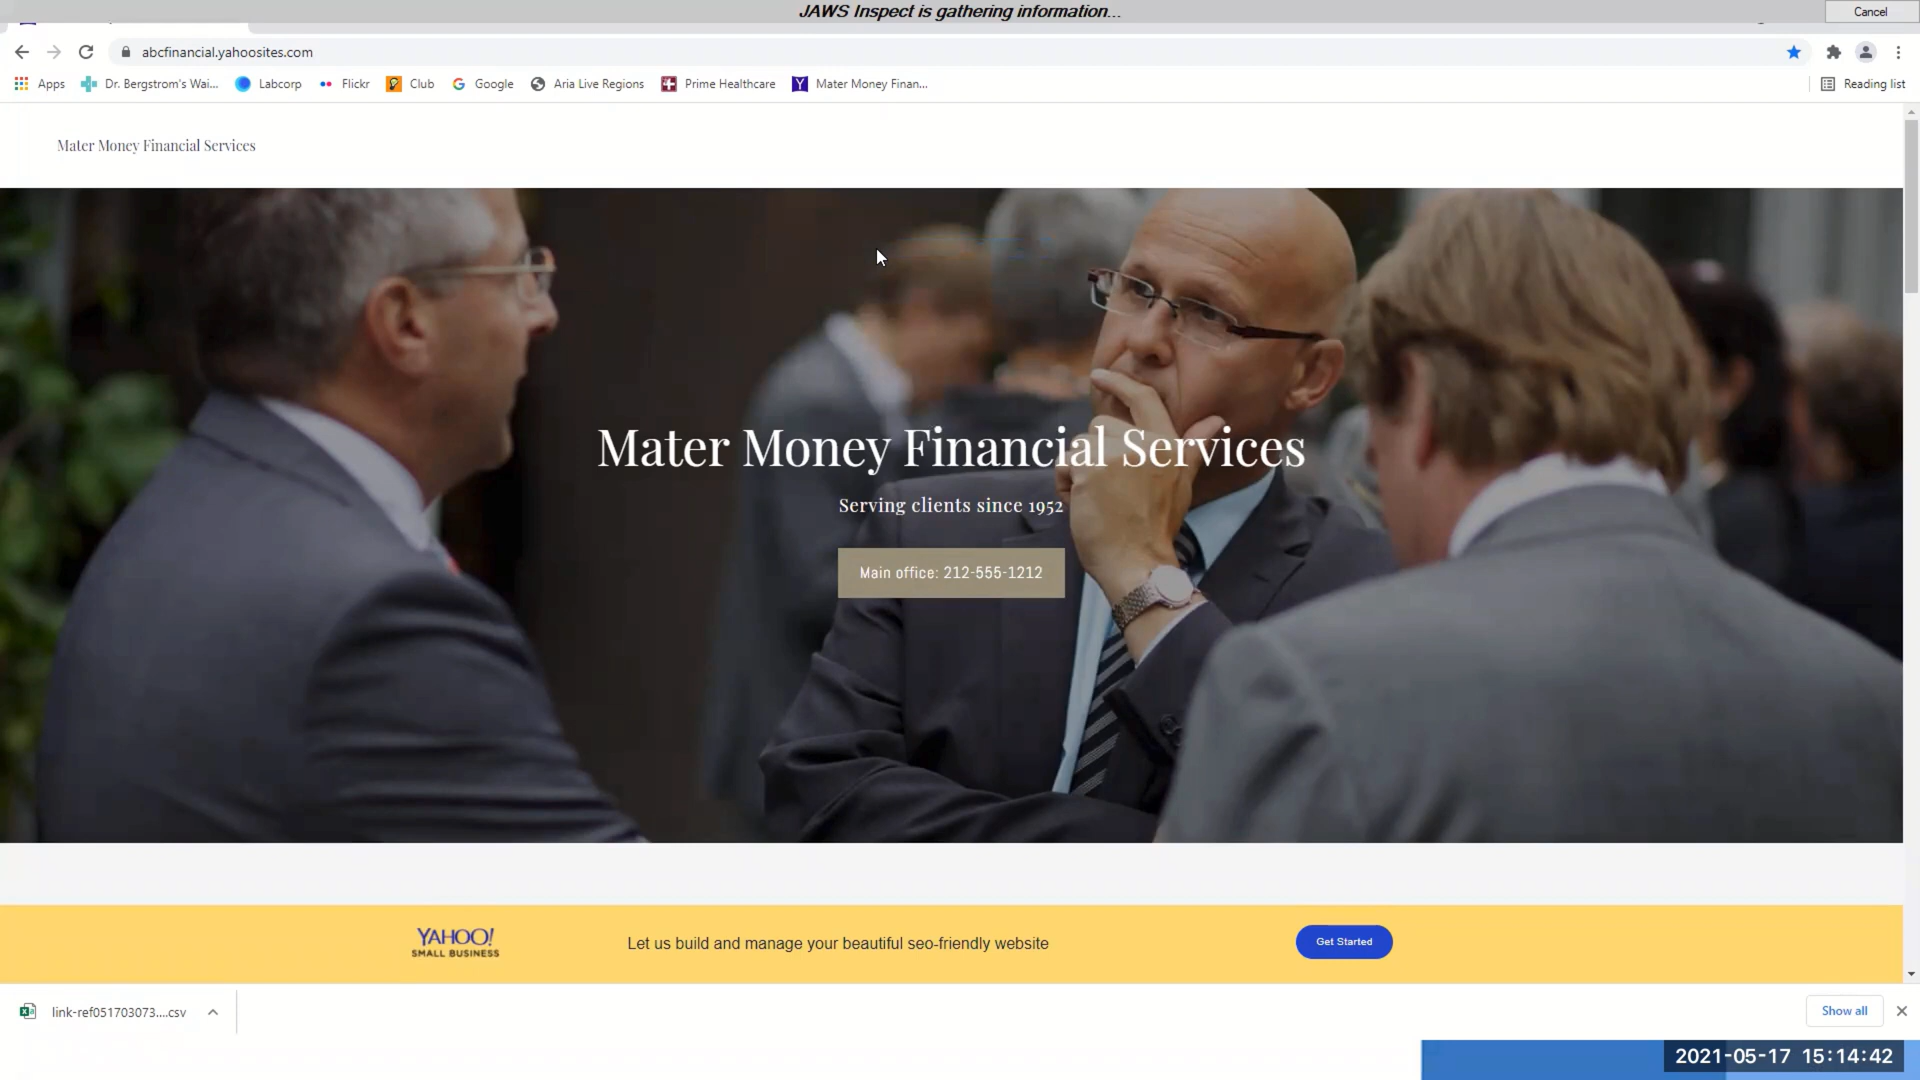 JAWS Inspect is gathering information...
Cancel
abcfinancial.yahoosites.com
Apps
Dr. Bergstrom's Wai...
Labcorp
Flickr
Club
Google
Aria Live Regions
Prime Healthcare
Mater Money Finan...
Reading list
Mater Money Financial Services
Mater Money Financial Services
Serving clients since 1952
Main office: 212-555-1212
YAHOO!
SMALL BUSINESS
Let us build and manage your beautiful seo-friendly website
Get Started
link-ref051703073....csv
Show all
2021-05-17 15:14:42